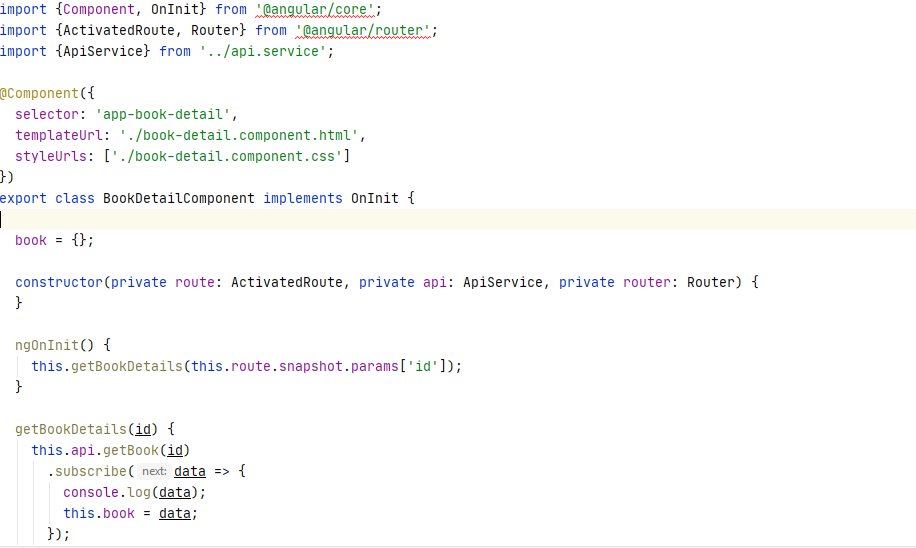 import {Component, OnInit} from '@angular/core';
import {ActivatedRoute, Router} from '@angular/router';
import {ApiService} from '../api.service';
@Component({
selector: 'app-book-detail',
templateUrl: './book-detail.component.html',
styleUrls: ['./book-detail.component.css']
})
export class BookDetailComponent implements OnInit {
book = {};
constructor(private route: ActivatedRoute, private api: ApiService, private router: Router) {
}
ngOnInit() {
this.getBookDetails(this.route.snapshot.params['id']);
}
getBookDetails(id) {
this.api.getBook(id)
.subscribe( next: data => {
console.log(data);
this.book = data;
});